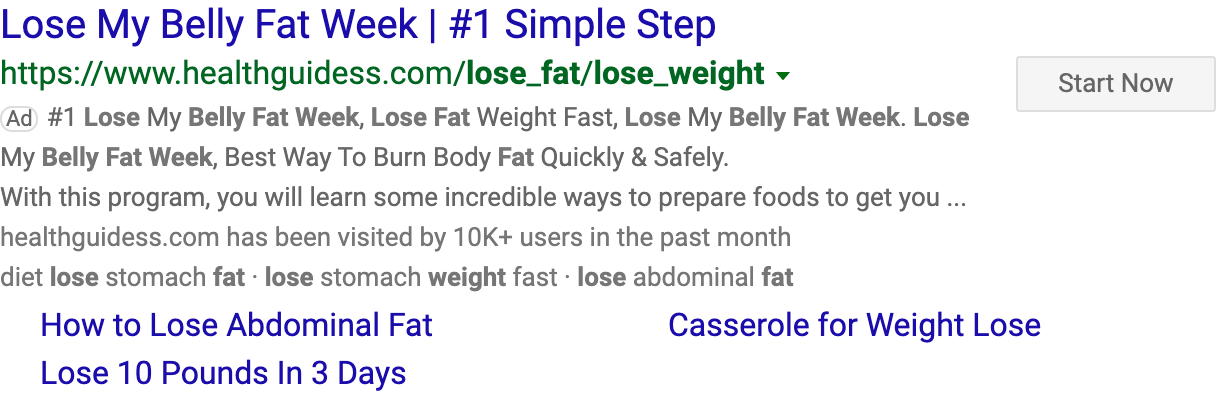 Lose My Belly Fat Week | #1 Simple Step
https://www.healthguidess.com/lose_fat/lose_weight
Start Now
Ad #1 Lose My Belly Fat Week, Lose Fat Weight Fast, Lose My Belly Fat Week. Lose
My Belly Fat Week, Best Way To Burn Body Fat Quickly & Safely.
With this program, you will learn some incredible ways to prepare foods to get you ...
healthguidess.com has been visited by 10K+ users in the past month
diet lose stomach fat · lose stomach weight fast · lose abdominal fat
How to Lose Abdominal Fat
Casserole for Weight Lose
Lose 10 Pounds In 3 Days